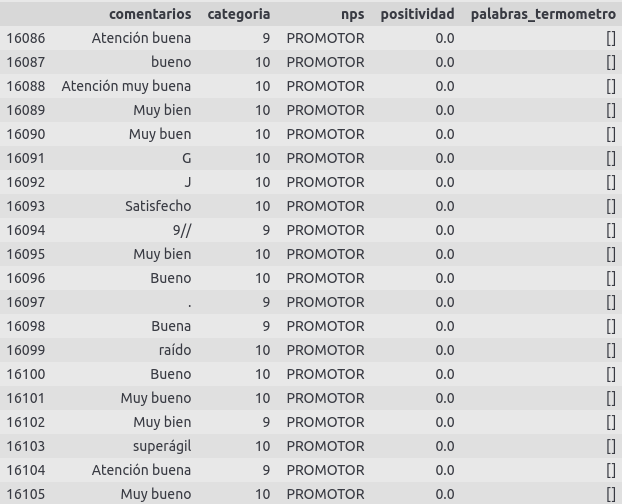 comentarios categoria nps positividad palabras_termometro
16086 Atención buena 9 PROMOTOR 0.0 []
16087 bueno 10 PROMOTOR 0.0 []
16088 Atención muy buena 10 PROMOTOR 0.0 []
16089 Muy bien 10 PROMOTOR 0.0 []
16090 Muy buen 10 PROMOTOR 0.0 []
16091 G 10 PROMOTOR 0.0 []
16092 J 10 PROMOTOR 0.0 []
16093 Satisfecho 10 PROMOTOR 0.0 []
16094 9// 9 PROMOTOR 0.0 []
16095 Muy bien 10 PROMOTOR 0.0 []
16096 Bueno 10 PROMOTOR 0.0 []
16097 . 9 PROMOTOR 0.0 []
16098 Buena 9 PROMOTOR 0.0 []
16099 raído 10 PROMOTOR 0.0 []
16100 Bueno 10 PROMOTOR 0.0 []
16101 Muy bueno 10 PROMOTOR 0.0 []
16102 Muy bien 9 PROMOTOR 0.0 []
16103 superágil 10 PROMOTOR 0.0 []
16104 Atención buena 9 PROMOTOR 0.0 []
16105 Muy bueno 10 PROMOTOR 0.0 []